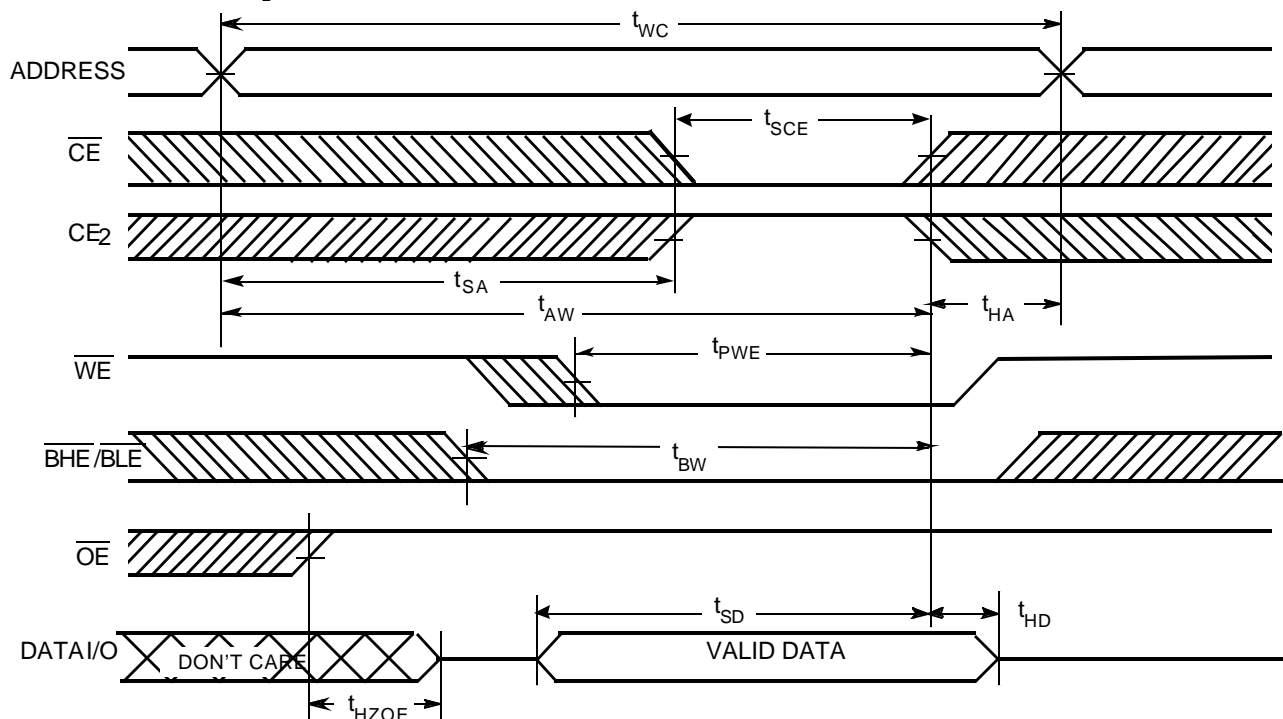 tWC
ADDRESS
tSCE
CE
CE2
tSA
tAW
tHA
tPWE
WE
BHE/BLE
tBW
OE
tSD
tHD
DATAI/O
DON'T CARE
VALID DATA
tHZOE